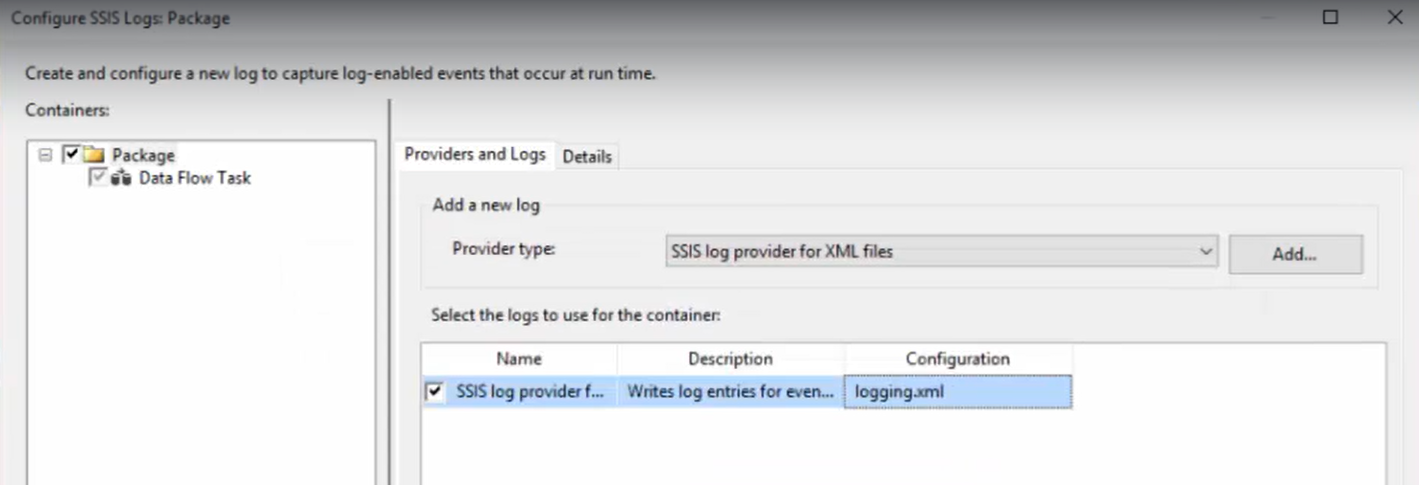 Configure SSIS Logs: Package
Create and configure a new log to capture log-enabled events that occur at run time.
Containers:
Package
Data Flow Task
Providers and Logs Details
Add a new log
Provider type: SSIS log provider for XML files Add...
Select the logs to use for the container:
Name Description Configuration
SSIS log provider f... Writes log entries for even... logging.xml